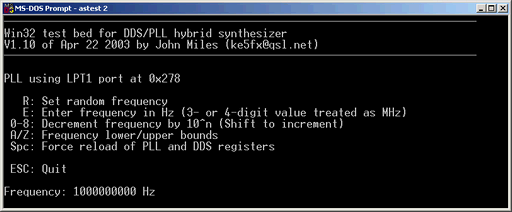 MS-DOS Prompt - astest 2
Win32 test bed for DDS/PLL hybrid synthesizer
V1.10 of Apr 22 2003 by John Miles (ke5fx@qsl.net)
PLL using LPT1 port at 0x278
R: Set random frequency
E: Enter frequency in Hz (3- or 4-digit value treated as MHz)
0-8: Decrement frequency by 10^n (Shift to increment)
A/Z: Frequency lower/upper bounds
Spc: Force reload of PLL and DDS registers
ESC: Quit
Frequency: 1000000000 Hz